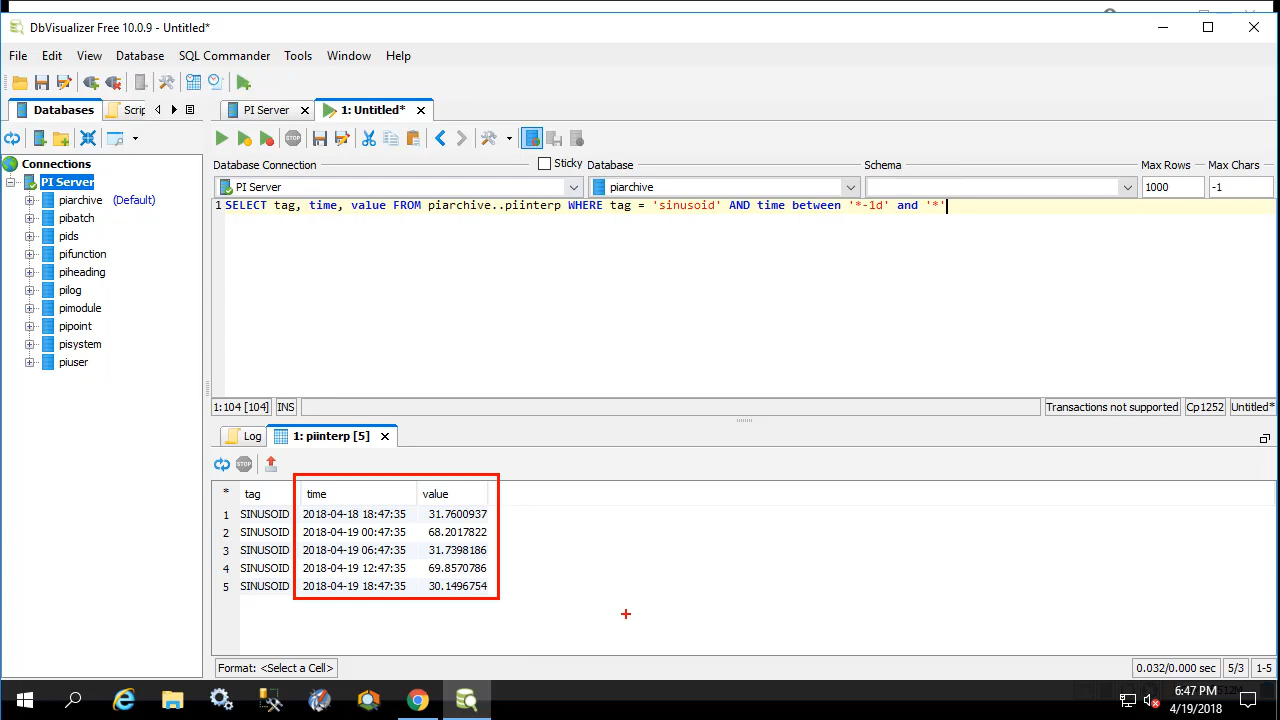 DbVisualizer Free 10.0.9 - Untitled*
File Edit View Database SQL Commander Tools Window Help
Databases Scrip PI Server 1: Untitled*
Database Connection Sticky Database Schema Max Rows Max Chars
PI Server piarchive 1000 -1
1 SELECT tag, time, value FROM piarchive..piinterp WHERE tag = 'sinusoid' AND time between '*-1d' and '*'
Connections
PI Server
piarchive (Default)
pibatch
pids
pifunction
piheading
pilog
pimodule
pipoint
pisystem
piuser
STOP
1:104 [104] INS Transactions not supported Cp1252 Untitled*
Log 1: piinterp [5]
STOP
* tag time value
1 SINUSOID 2018-04-18 18:47:35 31.7600937
2 SINUSOID 2018-04-19 00:47:35 68.2017822
3 SINUSOID 2018-04-19 06:47:35 31.7398186
4 SINUSOID 2018-04-19 12:47:35 69.8570786
5 SINUSOID 2018-04-19 18:47:35 30.1496754
Format: <Select a Cell> 0.032/0.000 sec 5/3 1-5
6:47 PM
4/19/2018